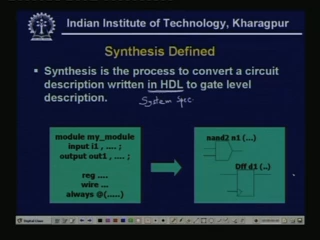 Indian Institute of Technology, Kharagpur
Synthesis Defined
▪ Synthesis is the process to convert a circuit
description written in HDL to gate level
description.
System Spec
module my_module
input i1 , .... ;
output out1 , .... ;
reg ....
wire ...
always @(.....)
nand2 n1 (...)
Dff d1 (..)